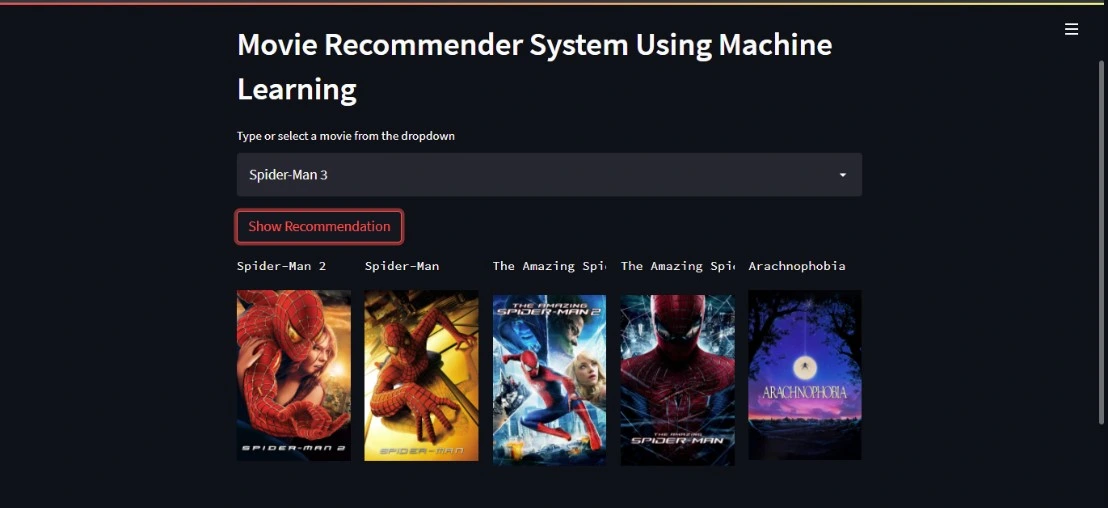 Movie Recommender System Using Machine
Learning
Type or select a movie from the dropdown
Spider-Man 3
Show Recommendation
Spider-Man 2
Spider-Man
The Amazing Spi
The Amazing Spi
Arachnophobia
SPIDER-MAN 2
SPIDER-MAN
THE AMAZING
SPIDER-MAN 2
THE AMAZING
SPIDER-MAN
ARACHNOPHOBIA